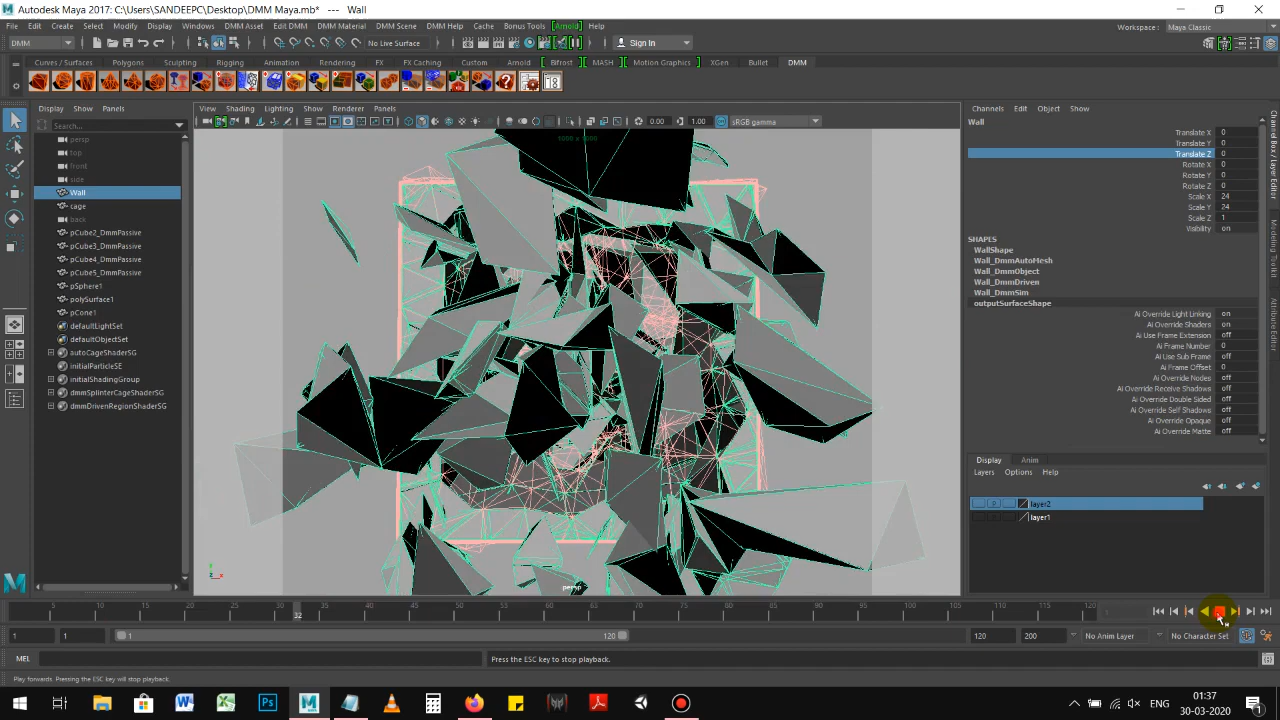 Autodesk Maya 2017: C:\Users\SANDEEPC\Desktop\DMM Maya.mb* --- Wall
File Edit Create Select Modify Display Windows DMM Asset Edit DMM DMM Material DMM Scene DMM Help Cache Bonus Tools Arnold Help
Workspace : Maya Classic
DMM No Live Surface Sign In
Curves / Surfaces Polygons Sculpting Rigging Animation Rendering FX FX Caching Custom Arnold Bifrost MASH Motion Graphics XGen Bullet DMM
Display Show Panels
View Shading Lighting Show Renderer Panels
Channels Edit Object Show
Search...
0.00 1.00 sRGB gamma
Wall
persp
top
front
side
Wall
cage
back
pCube2_DmmPassive
pCube3_DmmPassive
pCube4_DmmPassive
pCube5_DmmPassive
pSphere1
polySurface1
pCone1
defaultLightSet
defaultObjectSet
autoCageShaderSG
initialParticleSE
initialShadingGroup
dmmSplinterCageShaderSG
dmmDrivenRegionShaderSG
persp
Translate X 0
Translate Y 0
Translate Z 0
Rotate X 0
Rotate Y 0
Rotate Z 0
Scale X 24
Scale Y 24
Scale Z 1
Visibility on
SHAPES
WallShape
Wall_DmmAutoMesh
Wall_DmmObject
Wall_DmmDriven
Wall_DmmSim
outputSurfaceShape
Ai Override Light Linking on
Ai Override Shaders on
Ai Use Frame Extension off
Ai Frame Number 0
Ai Use Sub Frame off
Ai Frame Offset 0
Ai Override Nodes off
Ai Override Receive Shadows off
Ai Override Double Sided off
Ai Override Self Shadows off
Ai Override Opaque off
Ai Override Matte off
Display Anim
Layers Options Help
layer2
layer1
Channel Box / Layer Editor
Modeling Toolkit
Attribute Editor
5 10 15 20 25 30 32 35 40 45 50 55 60 65 70 75 80 85 90 95 100 105 110 115 120
1 1 1 120 120 200 No Anim Layer No Character Set
MEL Press the ESC key to stop playback.
Play forwards. Pressing the ESC key will stop playback.
ENG 01:37
30-03-2020